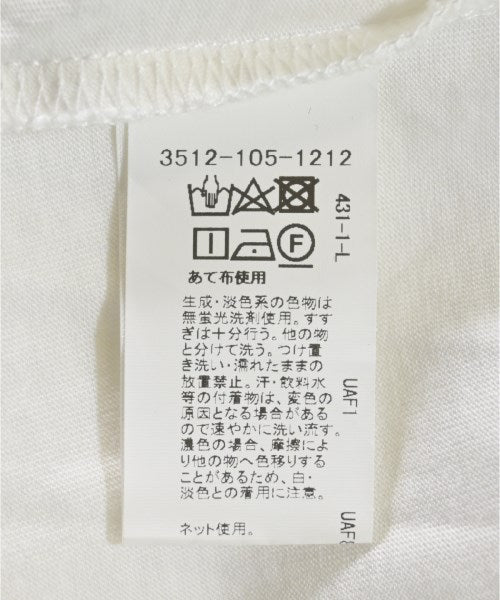 3512-105-1212
431-1-L
F
あて布使用
生成・淡色系の色物は
無蛍光洗剤使用。すす
ぎは十分行う。他の物
と分けて洗う。つけ置
き洗い・濡れたままの
放置禁止。汗・飲料水
等の付着物は、変色の
原因となる場合がある
ので速やかに洗い流す。
濃色の場合、摩擦によ
り他の物へ色移りする
ことがあるため、白・
淡色との着用に注意。
ネット使用。
UAF1